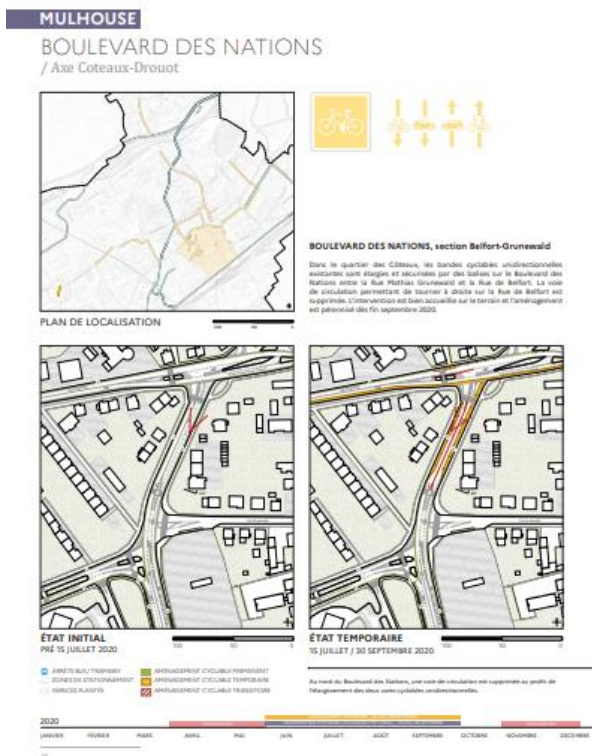 MULHOUSE
BOULEVARD DES NATIONS
/ Axe Coteaux-Drouot
PLAN DE LOCALISATION
BOULEVARD DES NATIONS, section Belfort-Grunewald
Dans le quartier des Côteaux, les bandes cyclables unidirectionnelles
existantes sont élargies et sécurisées par des balises sur le Boulevard des
Nations entre la Rue Mathias Grunewald et la Rue de Belfort. La voie
de circulation permettant de tourner à droite sur la Rue de Belfort est
supprimée. L'intervention est bien accueillie sur le terrain et l'aménagement
est pérennisé dès fin septembre 2020.
ÉTAT INITIAL
PRÉ 15 JUILLET 2020
100 50 0
ÉTAT TEMPORAIRE
15 JUILLET / 30 SEPTEMBRE 2020
100 50 0
ARRÊTS BUS / TRAMWAY
ZONES DE STATIONNEMENT
ESPACES PLANTÉS
AMÉNAGEMENT CYCLABLE PERMANENT
AMÉNAGEMENT CYCLABLE TEMPORAIRE
AMÉNAGEMENT CYCLABLE TRANSITOIRE
Au nord du Boulevard des Nations, une voie de circulation est supprimée au profit de
l'élargissement des deux voies cyclables unidirectionnelles.
2020
JANVIER FÉVRIER MARS AVRIL MAI JUIN JUILLET AOÛT SEPTEMBRE OCTOBRE NOVEMBRE DÉCEMBRE